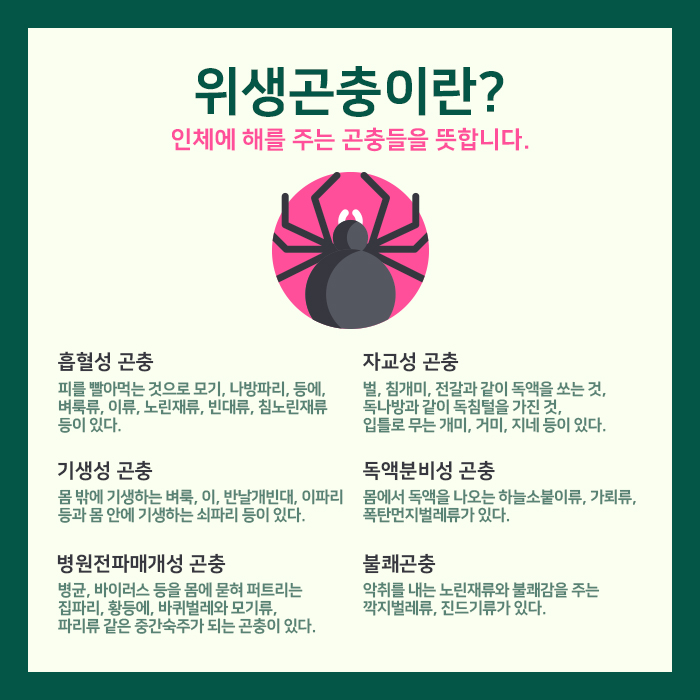 위생곤충이란?
인체에 해를 주는 곤충들을 뜻합니다.
흡혈성 곤충
피를 빨아먹는 것으로 모기, 나방파리, 등에,
벼룩류, 이류, 노린재류, 빈대류, 침노린재류
등이 있다.
자교성 곤충
벌, 침개미, 전갈과 같이 독액을 쏘는 것,
독나방과 같이 독침털을 가진 것,
입틀로 무는 개미, 거미, 지네 등이 있다.
기생성 곤충
몸 밖에 기생하는 벼룩, 이, 반날개빈대, 이파리
등과 몸 안에 기생하는 쇠파리 등이 있다.
독액분비성 곤충
몸에서 독액을 나오는 하늘소붙이류, 가뢰류,
폭탄먼지벌레류가 있다.
병원전파매개성 곤충
병균, 바이러스 등을 몸에 묻혀 퍼트리는
집파리, 황등에, 바퀴벌레와 모기류,
파리류 같은 중간숙주가 되는 곤충이 있다.
불쾌곤충
악취를 내는 노린재류와 불쾌감을 주는
깍지벌레류, 진드기류가 있다.